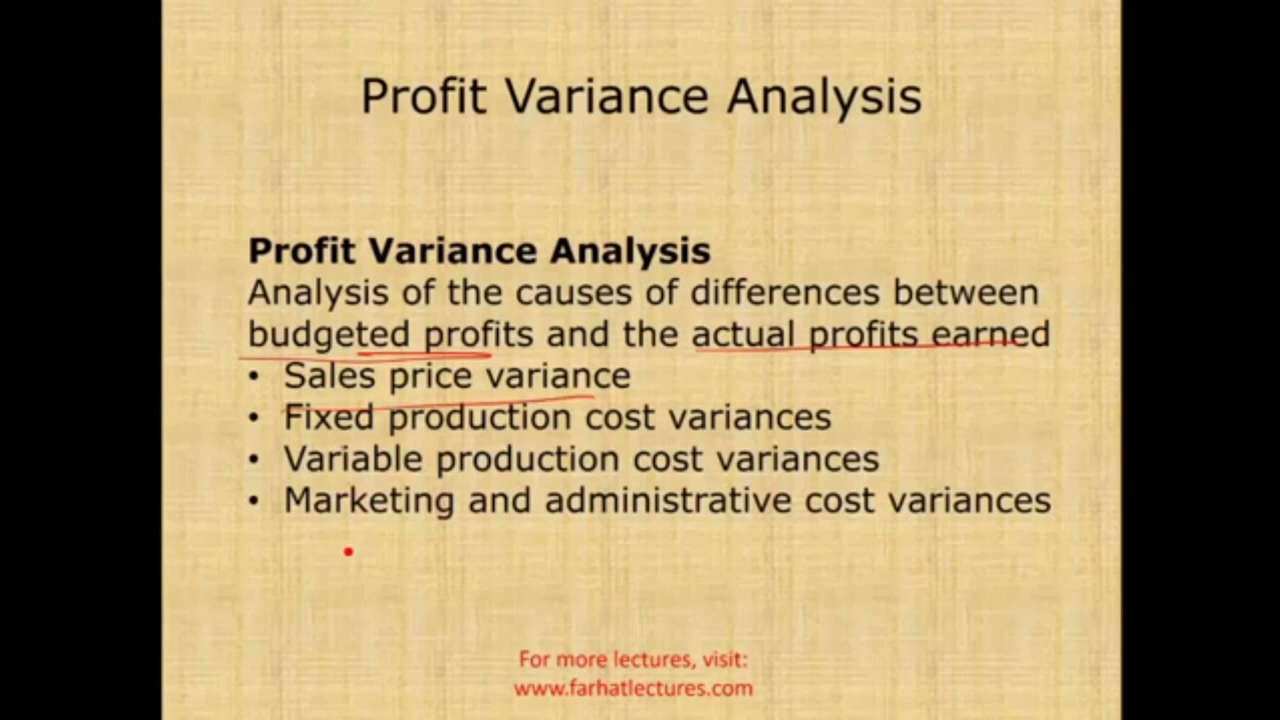 Profit Variance Analysis
Profit Variance Analysis
Analysis of the causes of differences between
budgeted profits and the actual profits earned
• Sales price variance
• Fixed production cost variances
• Variable production cost variances
• Marketing and administrative cost variances
For more lectures, visit:
www.farhatlectures.com